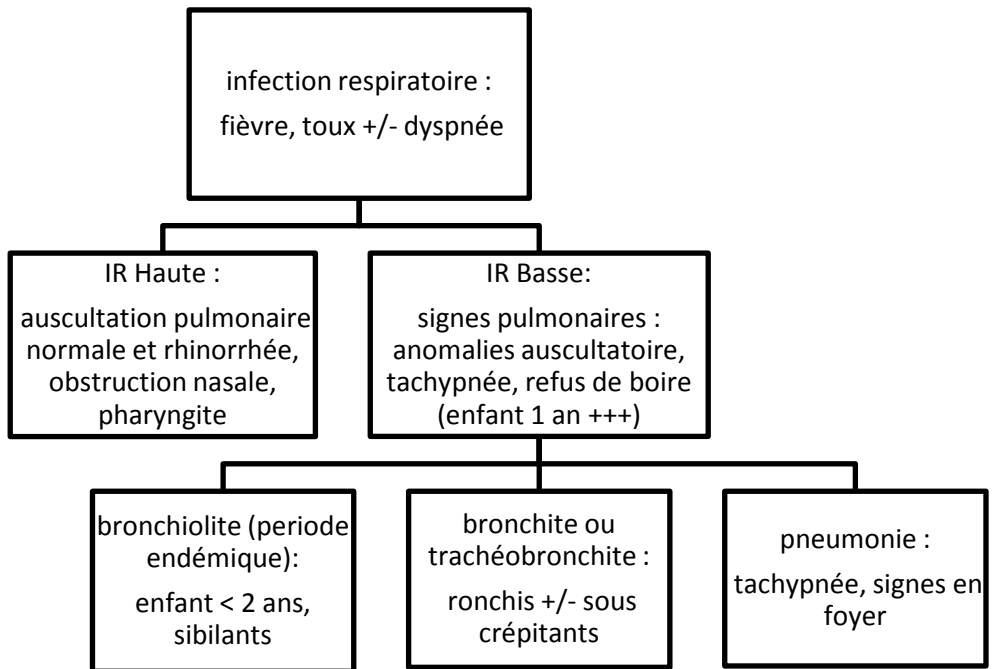 infection respiratoire :
fièvre, toux +/- dyspnée
IR Haute :
auscultation pulmonaire
normale et rhinorrhée,
obstruction nasale,
pharyngite
IR Basse:
signes pulmonaires :
anomalies auscultatoire,
tachypnée, refus de boire
(enfant 1 an +++)
bronchiolite (periode
endémique):
enfant < 2 ans,
sibilants
bronchite ou
trachéobronchite :
ronchis +/- sous
crépitants
pneumonie :
tachypnée, signes en
foyer